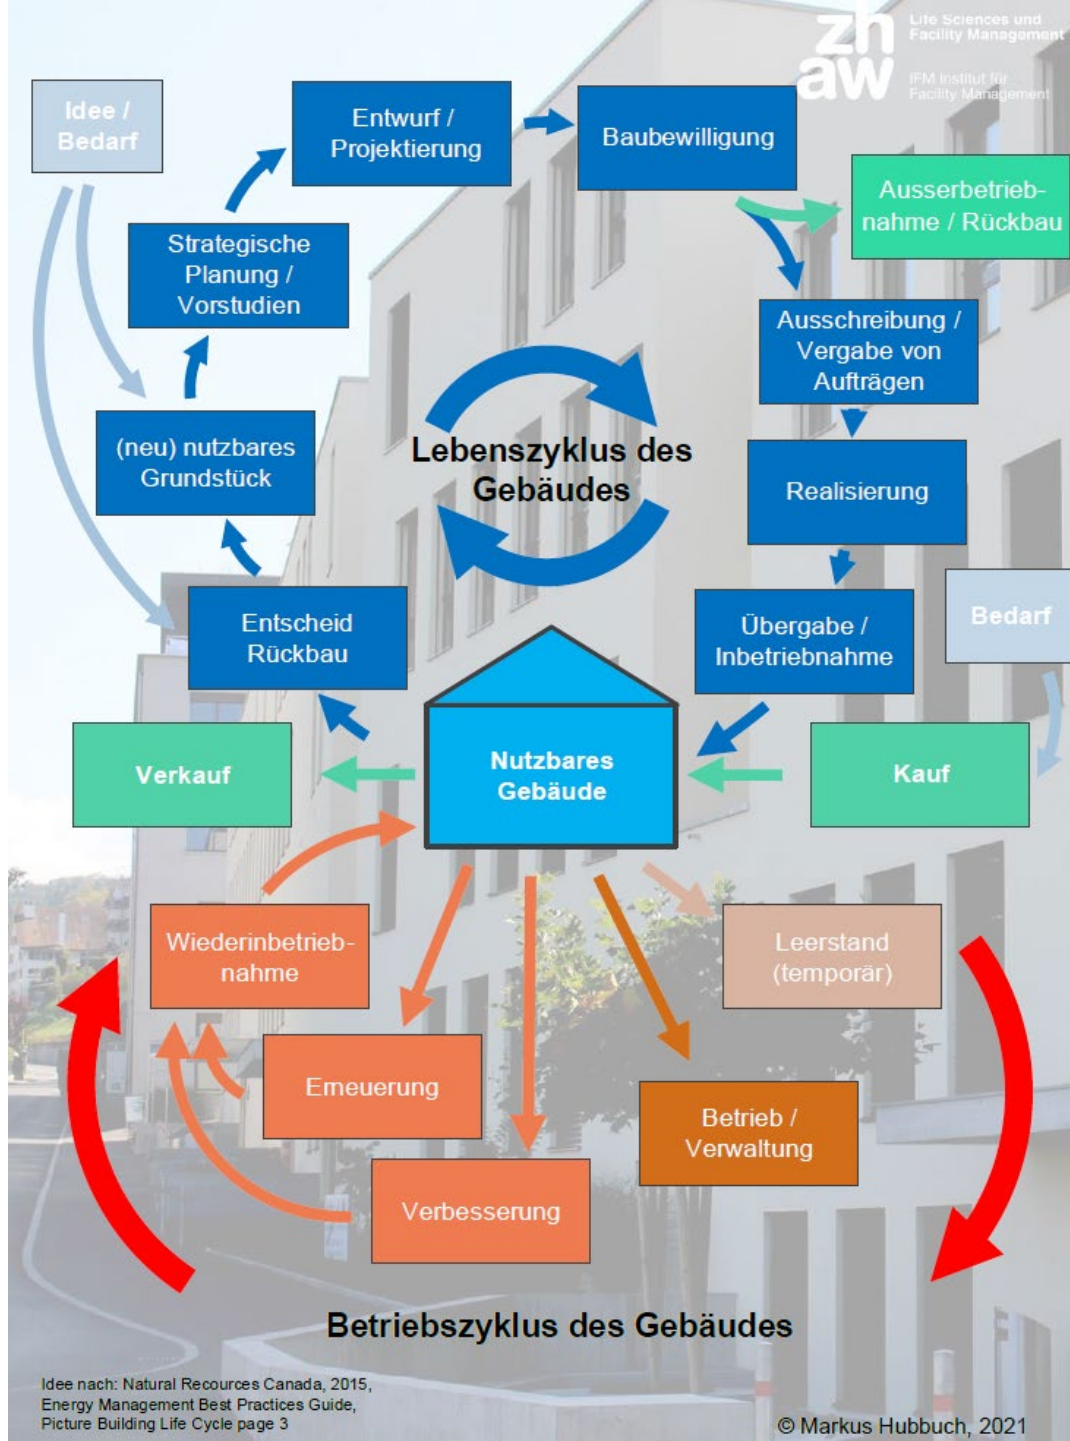 zh
aw
Life Sciences und
Facility Management
IFM Institut für
Facility Management
Idee /
Bedarf
Entwurf /
Projektierung
Baubewilligung
Ausserbetrieb-
nahme / Rückbau
Strategische
Planung /
Vorstudien
Ausschreibung /
Vergabe von
Aufträgen
(neu) nutzbares
Grundstück
Lebenszyklus des
Gebäudes
Realisierung
Entscheid
Rückbau
Übergabe /
Inbetriebnahme
Bedarf
Verkauf
Nutzbares
Gebäude
Kauf
Wiederinbetrieb-
nahme
Leerstand
(temporär)
Erneuerung
Betrieb /
Verwaltung
Verbesserung
Betriebszyklus des Gebäudes
Idee nach: Natural Recources Canada, 2015,
Energy Management Best Practices Guide,
Picture Building Life Cycle page 3
© Markus Hubbuch, 2021